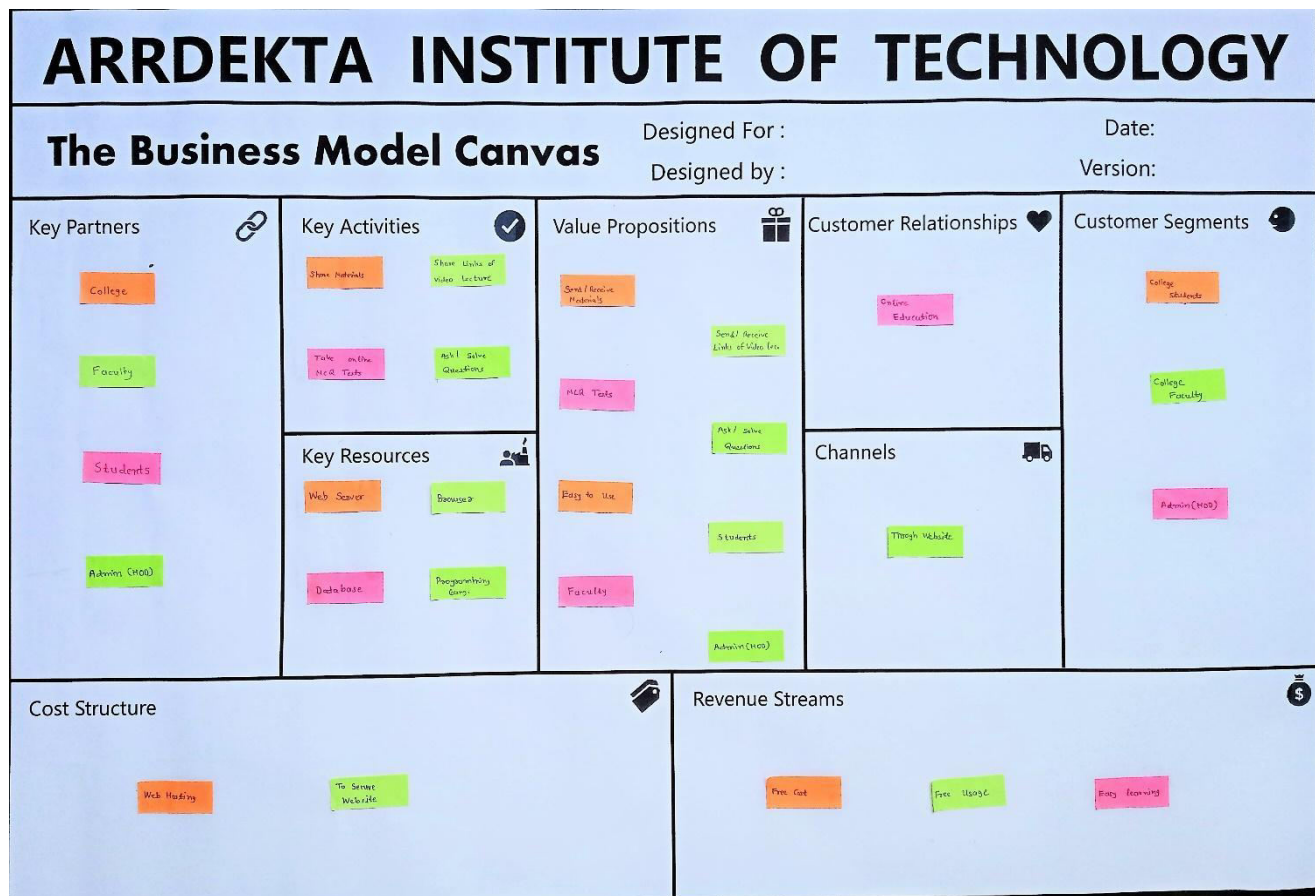 ARRDEKTA INSTITUTE OF TECHNOLOGY
The Business Model Canvas
Designed For :
Designed by :
Date:
Version:
Key Partners
College
Faculty
Students
Admin (HOD)
Key Activities
Share Materials
Share Links of
Video Lecture
Take online
MCQ Tests
Ask/ Solve
Questions
Key Resources
Web Server
Browser
Database
Programming
Lang.
Value Propositions
Send/Receive
Materials
Send/ Receive
Links of Video Lec.
MCQ Tests
Ask/ Solve
Questions
Easy to Use
Students
Faculty
Admin (HOD)
Customer Relationships
Online
Education
Channels
Throgh Website
Customer Segments
College
Students
College
Faculty
Admin (HOD)
Cost Structure
Web Hosting
To Secure
Website
Revenue Streams
Free Cost
Free Usage
Easy learning